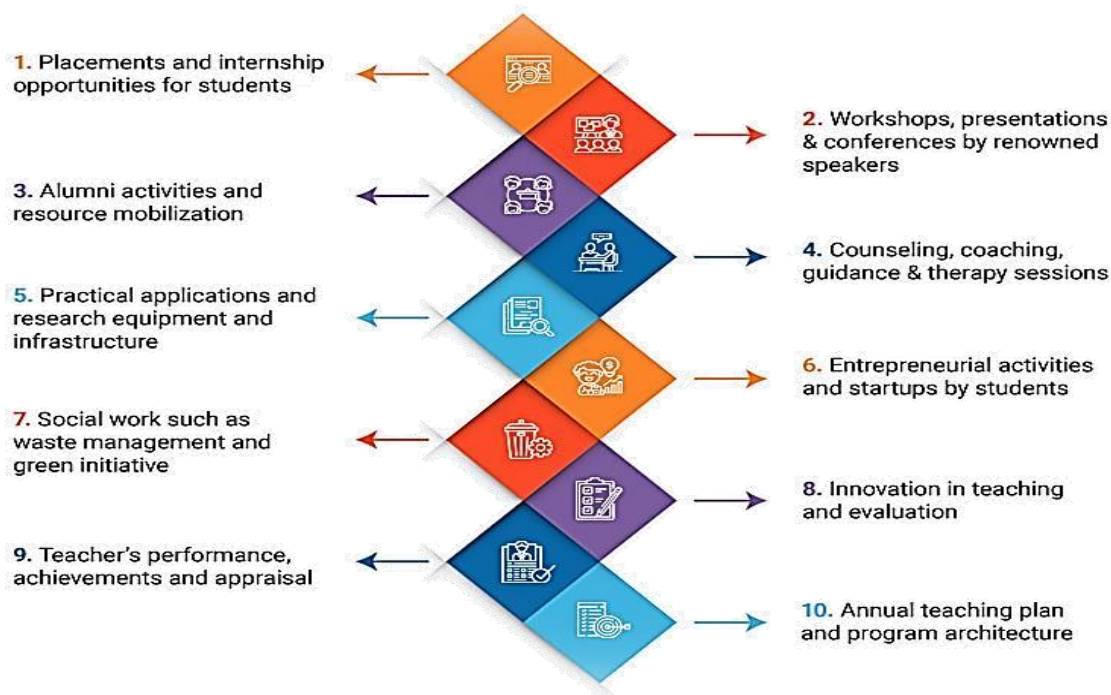 1. Placements and internship
opportunities for students
2. Workshops, presentations
& conferences by renowned
speakers
3. Alumni activities and
resource mobilization
4. Counseling, coaching,
guidance & therapy sessions
5. Practical applications and
research equipment and
infrastructure
6. Entrepreneurial activities
and startups by students
7. Social work such as
waste management and
green initiative
8. Innovation in teaching
and evaluation
9. Teacher's performance,
achievements and appraisal
10. Annual teaching plan
and program architecture